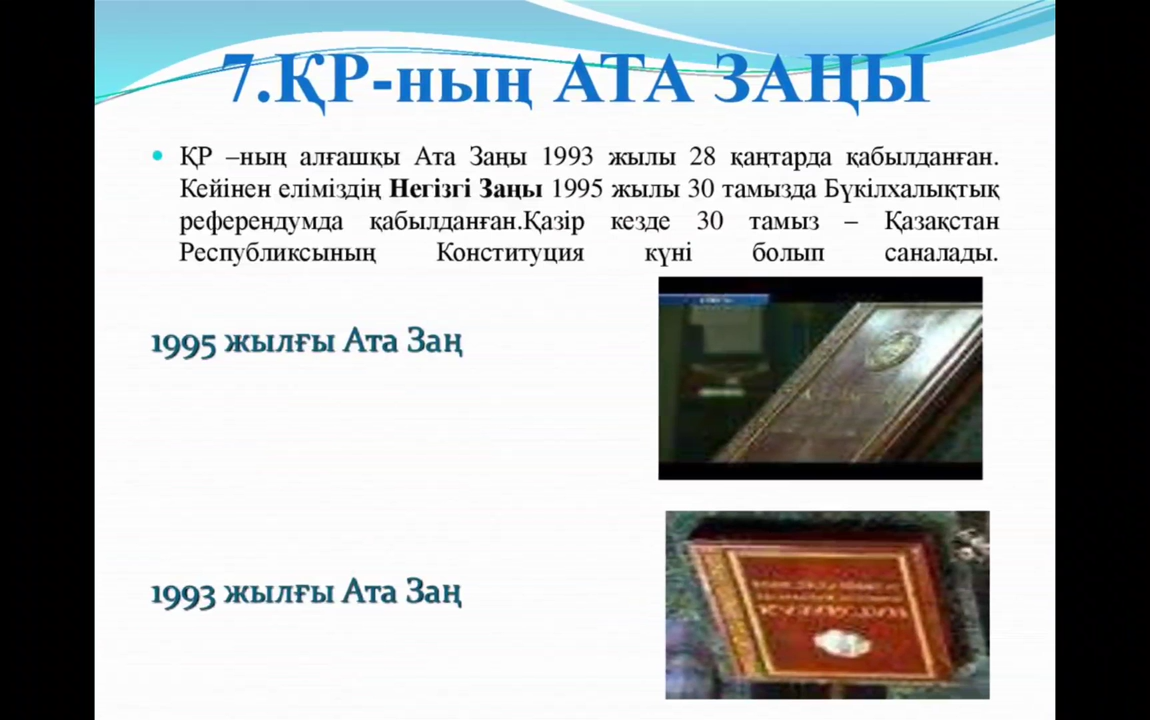 7.ҚР-ның АТА ЗАҢЫ
• ҚР –ның алғашқы Ата Заңы 1993 жылы 28 қаңтарда қабылданған.
Кейінен еліміздің Негізгі Заңы 1995 жылы 30 тамызда Бүкілхалықтық
референдумда қабылданған.Қазір кезде 30 тамыз – Қазақстан
Республиксының Конституция күні болып саналады.
1995 жылғы Ата Заң
1993 жылғы Ата Заң